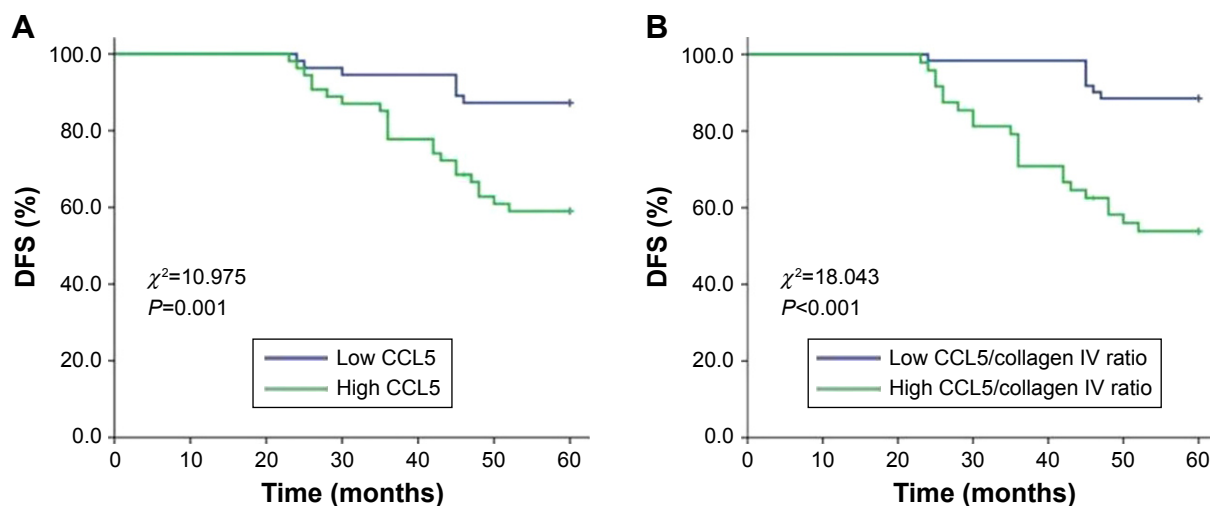 A
100.0
80.0
60.0
40.0
20.0
0.0
DFS (%)
χ²=10.975
P=0.001
Low CCL5
High CCL5
0 10 20 30 40 50 60
Time (months)
B
100.0
80.0
60.0
40.0
20.0
0.0
DFS (%)
χ²=18.043
P<0.001
Low CCL5/collagen IV ratio
High CCL5/collagen IV ratio
0 10 20 30 40 50 60
Time (months)